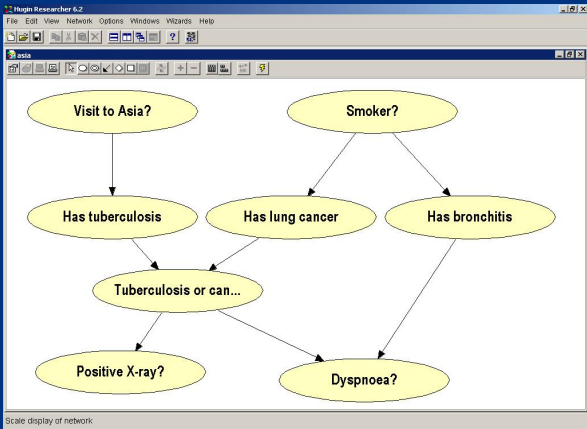 Hugin Researcher 6.2
File Edit View Network Options Windows Wizards Help
asia
Visit to Asia?
Smoker?
Has tuberculosis
Has lung cancer
Has bronchitis
Tuberculosis or can...
Positive X-ray?
Dyspnoea?
Scale display of network